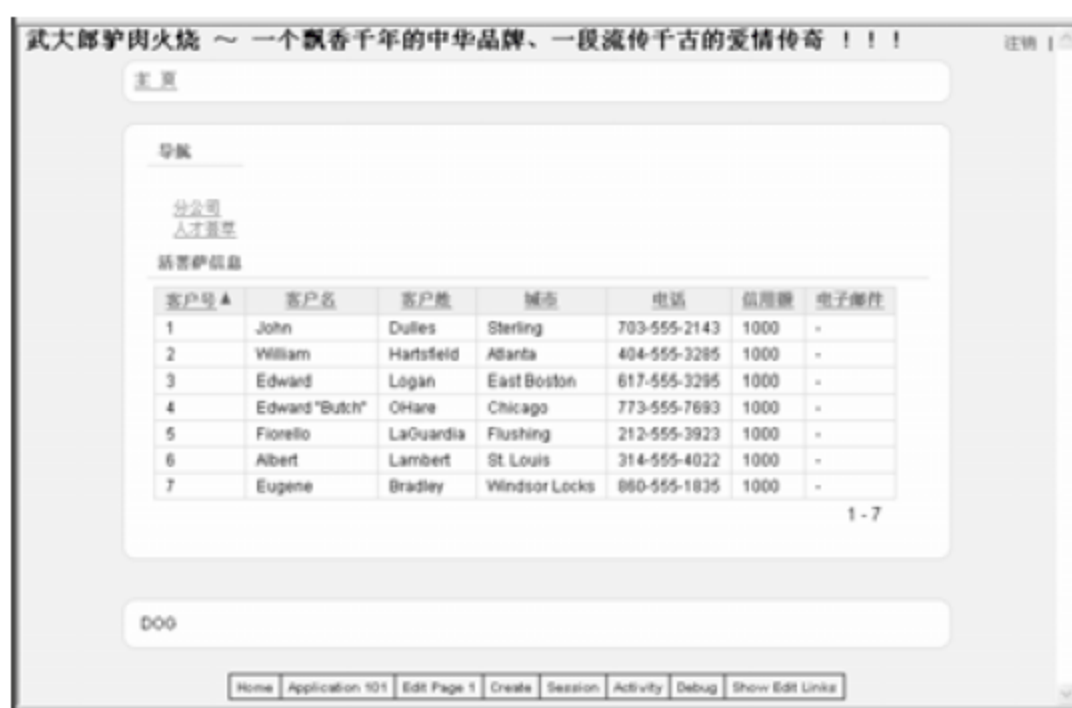 武大郎驴肉火烧 ～ 一个飘香千年的中华品牌、一段流传千古的爱情传奇 ！！！
注销 |
主 页
导航
分公司
人才荟萃
活菩萨信息
客户号▲ 客户名 客户姓 城市 电话 信用额 电子邮件
1 John Dulles Sterling 703-555-2143 1000 -
2 William Hartsfield Atlanta 404-555-3285 1000 -
3 Edward Logan East Boston 617-555-3295 1000 -
4 Edward "Butch" OHare Chicago 773-555-7693 1000 -
5 Fiorello LaGuardia Flushing 212-555-3923 1000 -
6 Albert Lambert St. Louis 314-555-4022 1000 -
7 Eugene Bradley Windsor Locks 860-555-1835 1000 -
1 - 7
DOG
Home Application 101 Edit Page 1 Create Session Activity Debug Show Edit Links